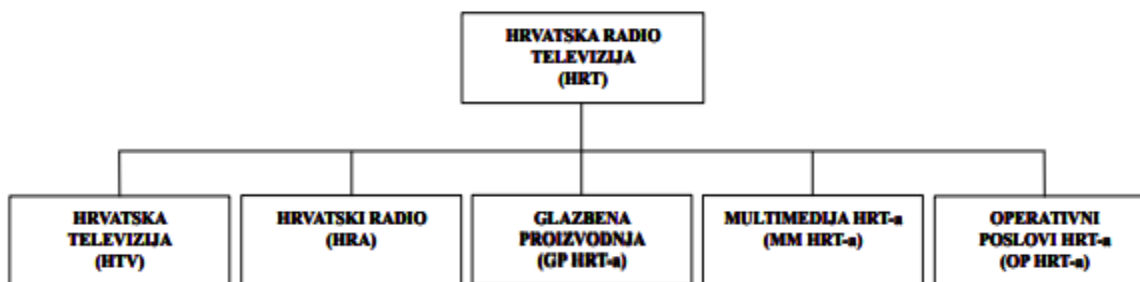 HRVATSKA RADIO
TELEVIZIJA
(HRT)
HRVATSKA
TELEVIZIJA
(HTV)
HRVATSKI RADIO
(HRA)
GLAZBENA
PROIZVODNJA
(GP HRT-a)
MULTIMEDIJA HRT-a
(MM HRT-a)
OPERATIVNI
POSLOVI HRT-a
(OP HRT-a)